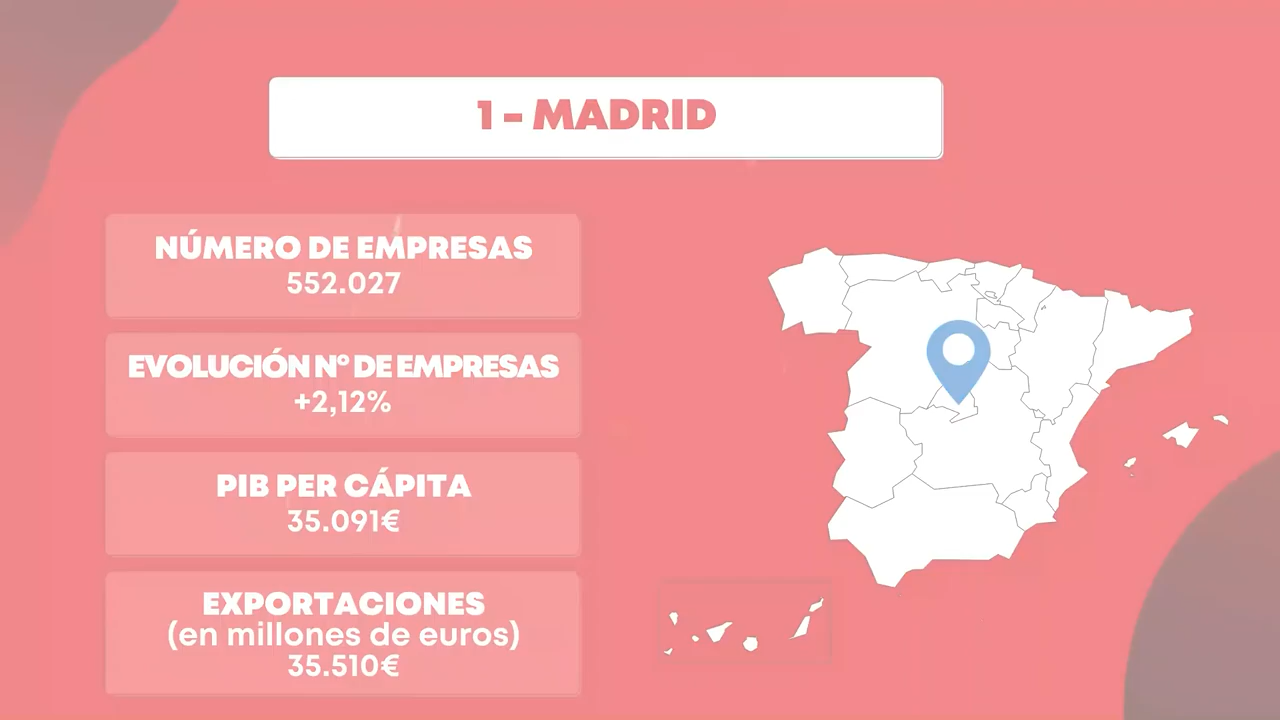 1 - MADRID
NÚMERO DE EMPRESAS
552.027
EVOLUCIÓN Nº DE EMPRESAS
+2,12%
PIB PER CÁPITA
35.091€
EXPORTACIONES
(en millones de euros)
35.510€